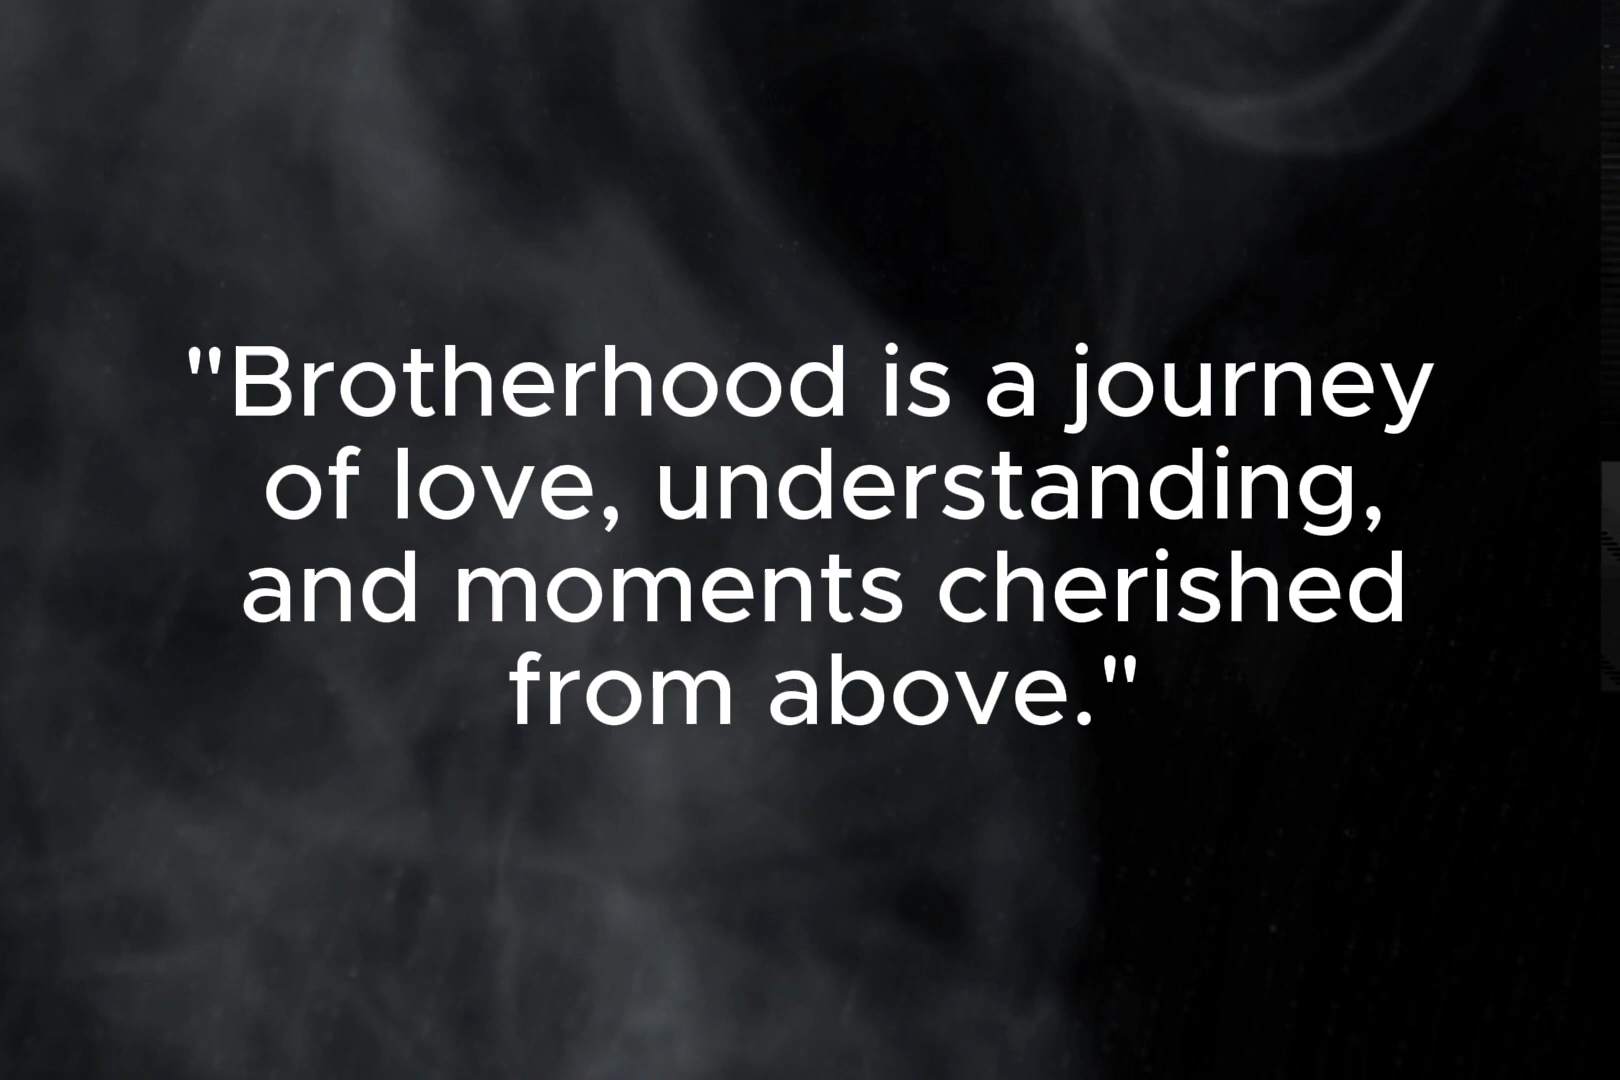 "Brotherhood is a journey
of love, understanding,
and moments cherished
from above."